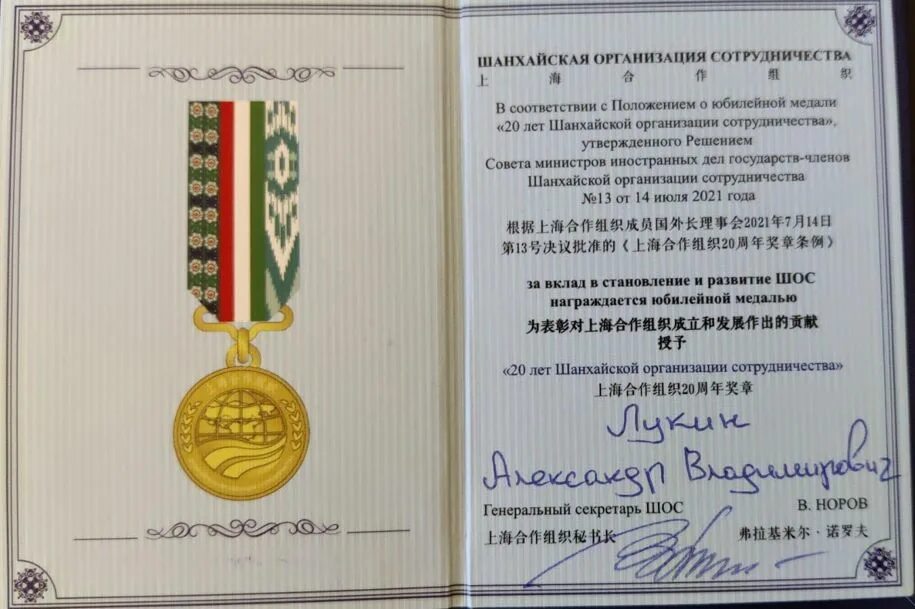 ШАНХАЙСКАЯ ОРГАНИЗАЦИЯ СОТРУДНИЧЕСТВА
上 海 合 作 组 织
В соответствии с Положением о юбилейной медали
«20 лет Шанхайской организации сотрудничества»,
утвержденного Решением
Совета министров иностранных дел государств-членов
Шанхайской организации сотрудничества
№13 от 14 июля 2021 года
根据上海合作组织成员国外长理事会2021年7月14日
第13号决议批准的《上海合作组织20周年奖章条例》
за вклад в становление и развитие ШОС
награждается юбилейной медалью
为表彰对上海合作组织成立和发展作出的贡献
授予
«20 лет Шанхайской организации сотрудничества»
上海合作组织20周年奖章
Лукин
Александр Владимирович
Генеральный секретарь ШОС В. НОРОВ
上海合作组织秘书长 弗拉基米尔·诺罗夫